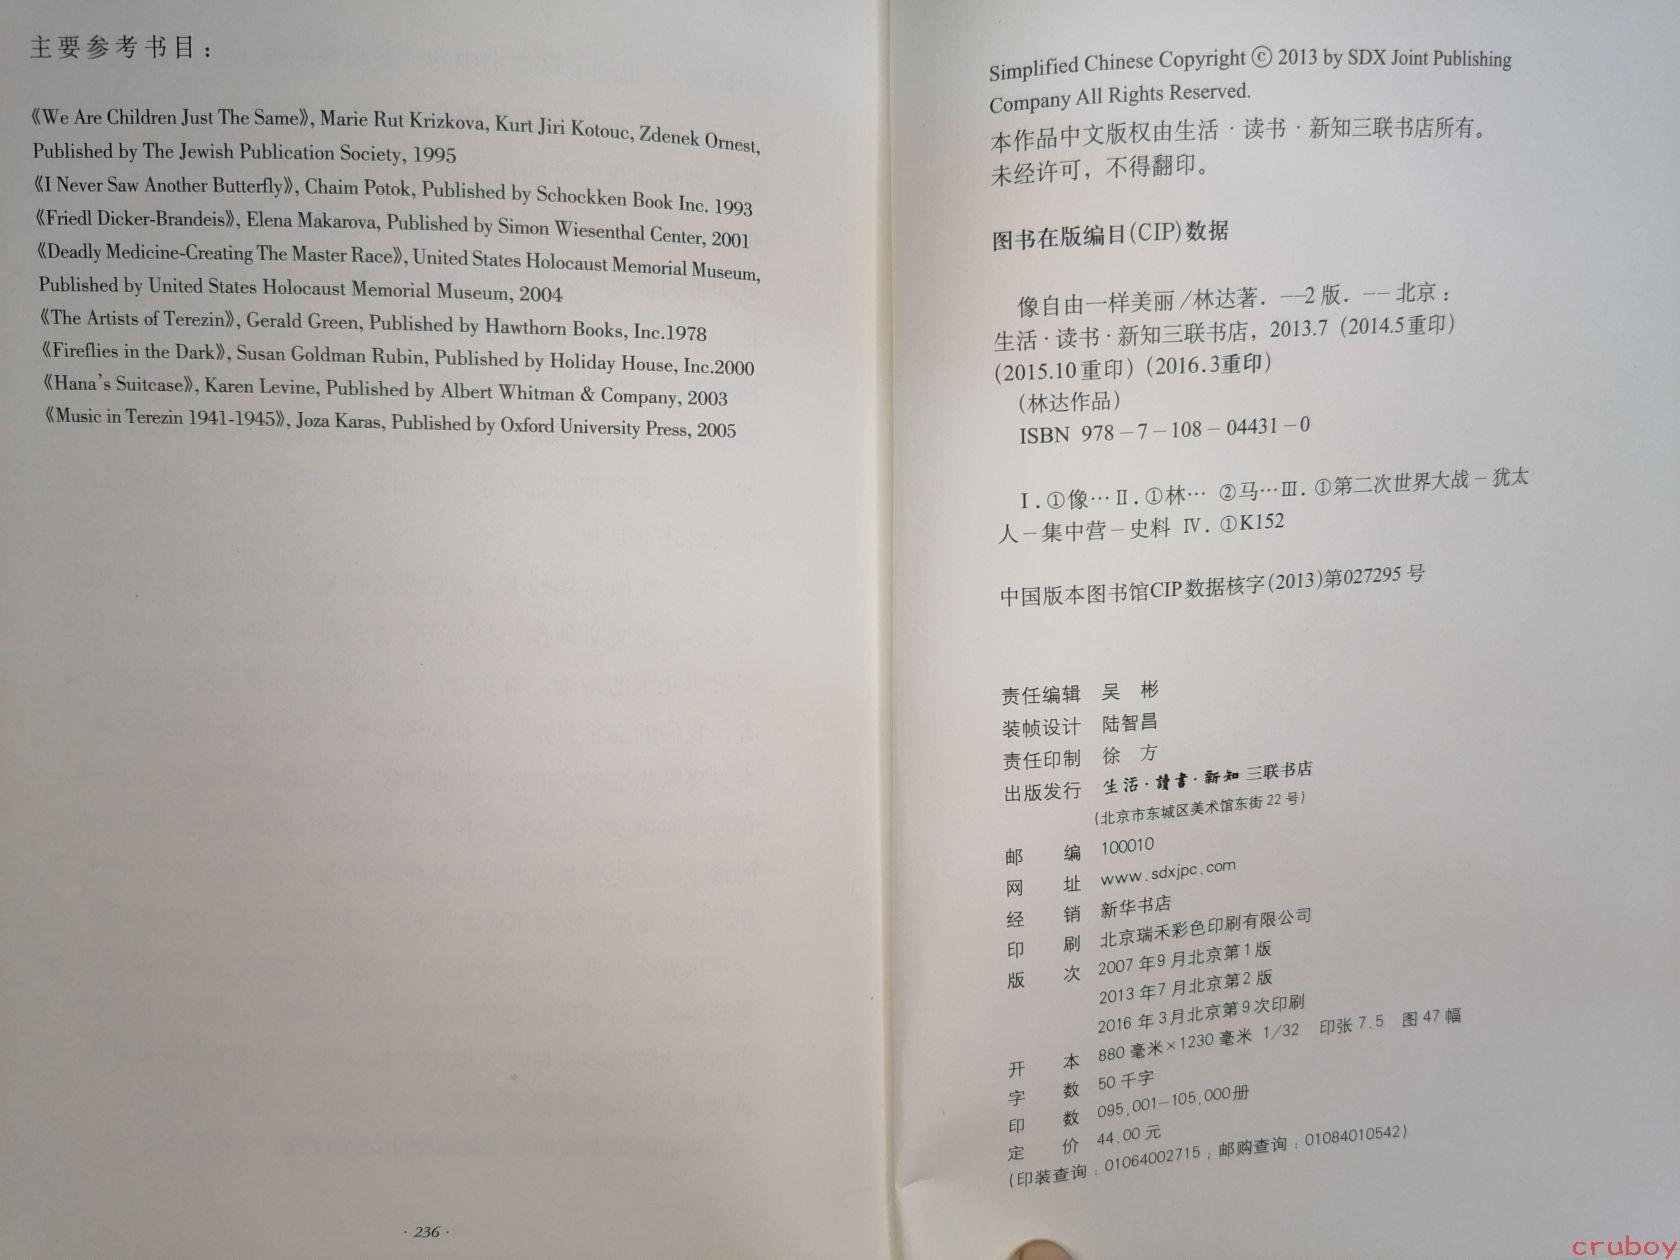 主要参考书目：
《We Are Children Just The Same》, Marie Rut Krizkova, Kurt Jiri Kotouc, Zdenek Ornest,
Published by The Jewish Publication Society, 1995
《I Never Saw Another Butterfly》, Chaim Potok, Published by Schockken Book Inc. 1993
《Friedl Dicker-Brandeis》, Elena Makarova, Published by Simon Wiesenthal Center, 2001
《Deadly Medicine-Creating The Master Race》, United States Holocaust Memorial Museum,
Published by United States Holocaust Memorial Museum, 2004
《The Artists of Terezin》, Gerald Green, Published by Hawthorn Books, Inc.1978
《Fireflies in the Dark》, Susan Goldman Rubin, Published by Holiday House, Inc.2000
《Hana's Suitcase》, Karen Levine, Published by Albert Whitman & Company, 2003
《Music in Terezin 1941-1945》, Joza Karas, Published by Oxford University Press, 2005
· 236 ·
Simplified Chinese Copyright © 2013 by SDX Joint Publishing
Company All Rights Reserved.
本作品中文版权由生活·读书·新知三联书店所有。
未经许可，不得翻印。
图书在版编目(CIP)数据
像自由一样美丽/林达著. --2版. -- 北京：
生活·读书·新知三联书店，2013.7（2014.5重印）
（2015.10重印）（2016.3重印）
（林达作品）
ISBN 978-7-108-04431-0
Ⅰ.①像… Ⅱ.①林… ②马… Ⅲ.①第二次世界大战-犹太
人-集中营-史料 Ⅳ.①K152
中国版本图书馆CIP数据核字(2013)第027295号
责任编辑 吴 彬
装帧设计 陆智昌
责任印制 徐 方
出版发行 生活·讀書·新知 三联书店
(北京市东城区美术馆东街22号)
邮 编 100010
网 址 www.sdxjpc.com
经 销 新华书店
印 刷 北京瑞禾彩色印刷有限公司
版 次 2007年9月北京第1版
2013年7月北京第2版
2016年3月北京第9次印刷
开 本 880毫米×1230毫米 1/32 印张 7.5 图 47 幅
字 数 50千字
印 数 095,001-105,000册
定 价 44.00元
(印装查询：01064002715；邮购查询：01084010542)
cruboy